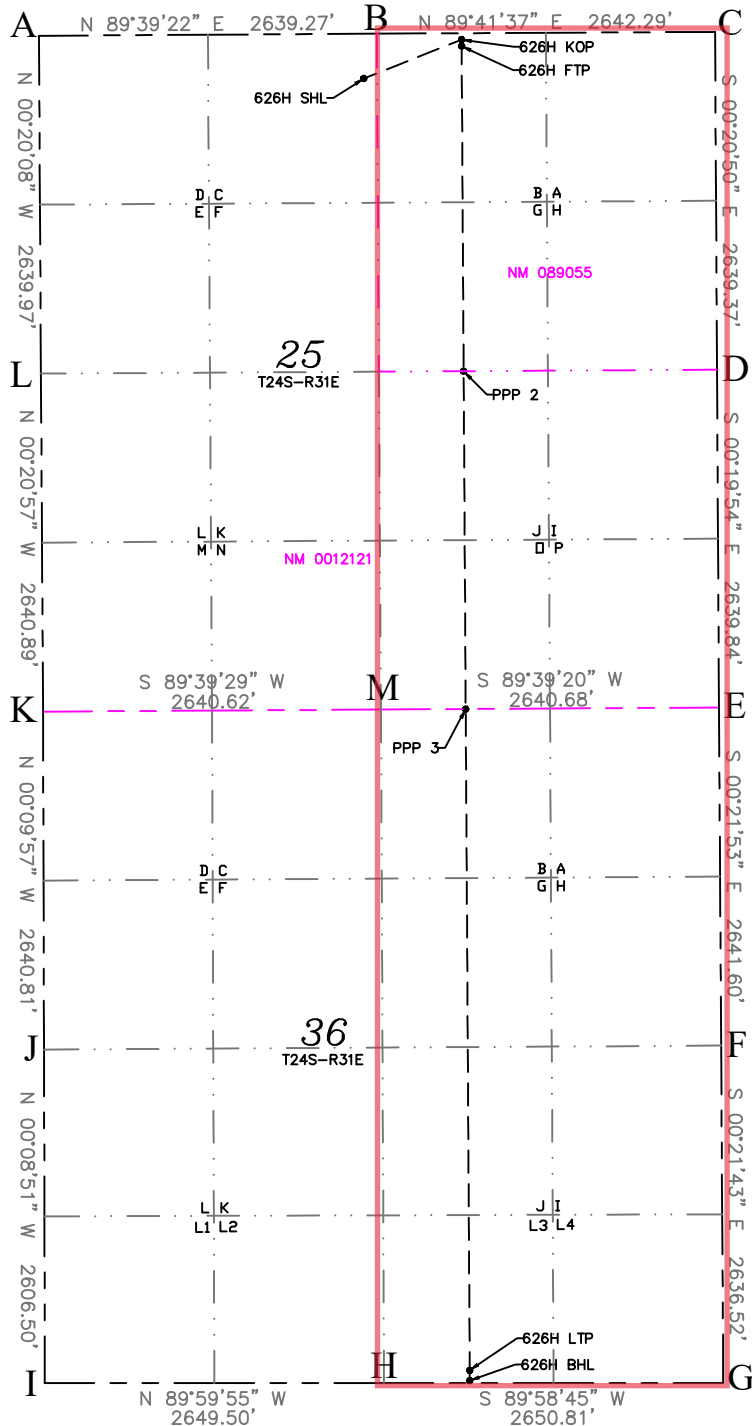 A
N 89°39'22" E 2639.27'
B
N 89°41'37" E 2642.29'
C
626H KOP
626H FTP
626H SHL
N 00°20'08" W 2639.97'
S 00°20'50" E 2639.37'
D C
E F
B A
G H
NM 089055
25
T24S-R31E
L
D
PPP 2
N 00°20'57" W 2640.89'
S 00°19'54" E 2639.84'
L K
M N
J I
O P
NM 0012121
S 89°39'29" W
2640.62'
M
S 89°39'20" W
2640.68'
K
E
PPP 3
N 00°09'57" W 2640.81'
S 00°21'53" E 2641.60'
D C
E F
B A
G H
36
T24S-R31E
J
F
N 00°08'51" W 2606.50'
S 00°21'43" E 2636.52'
L K
L1 L2
J I
L3 L4
626H LTP
626H BHL
I
H
G
N 89°59'55" W
2649.50'
S 89°58'45" W
2650.81'